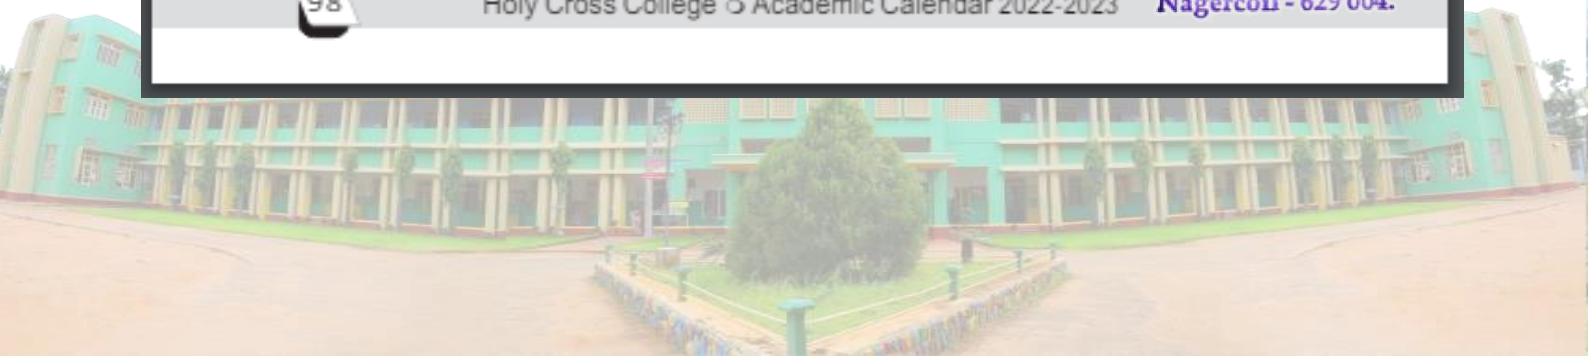 98 Holy Cross College ❍ Academic Calendar 2022-2023 Nagercoil - 629 004.